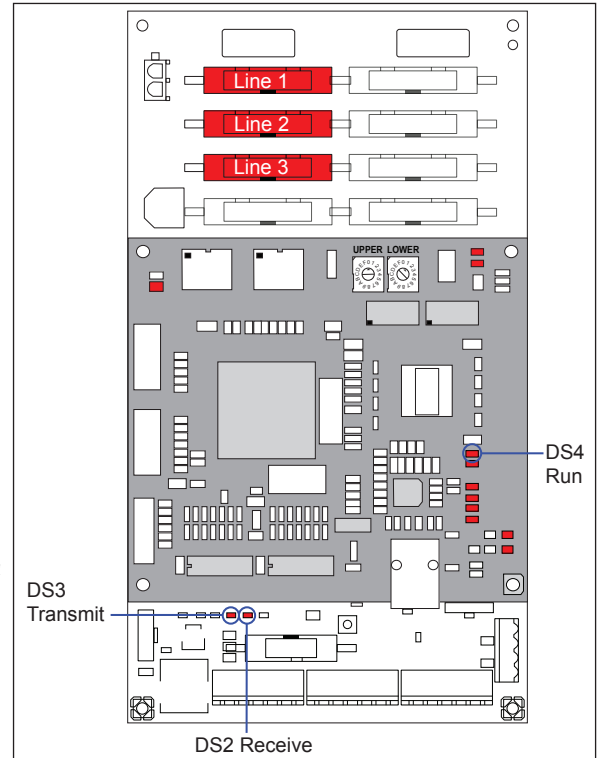 Line 1
Line 2
Line 3
UPPER LOWER
DS4
Run
DS3
Transmit
DS2 Receive